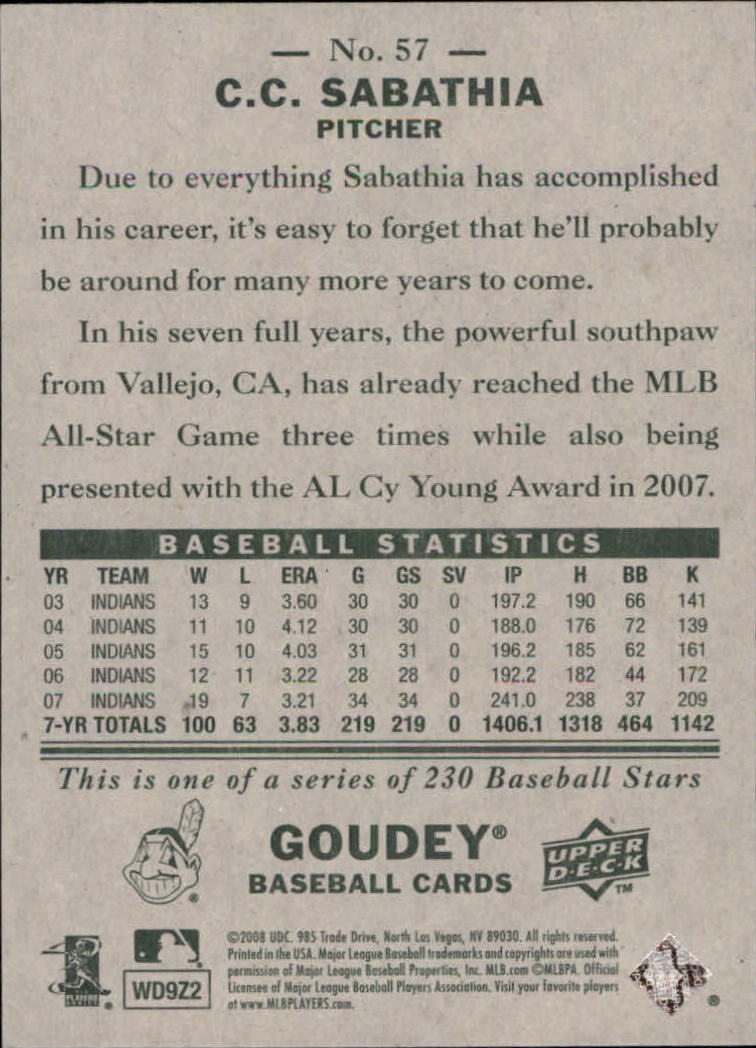 — No. 57 —
C.C. SABATHIA
PITCHER
Due to everything Sabathia has accomplished
in his career, it's easy to forget that he'll probably
be around for many more years to come.
In his seven full years, the powerful southpaw
from Vallejo, CA, has already reached the MLB
All-Star Game three times while also being
presented with the AL Cy Young Award in 2007.
BASEBALL STATISTICS
YR TEAM W L ERA G GS SV IP H BB K
03 INDIANS 13 9 3.60 30 30 0 197.2 190 66 141
04 INDIANS 11 10 4.12 30 30 0 188.0 176 72 139
05 INDIANS 15 10 4.03 31 31 0 196.2 185 62 161
06 INDIANS 12 11 3.22 28 28 0 192.2 182 44 172
07 INDIANS 19 7 3.21 34 34 0 241.0 238 37 209
7-YR TOTALS 100 63 3.83 219 219 0 1406.1 1318 464 1142
This is one of a series of 230 Baseball Stars
GOUDEY®
BASEBALL CARDS
UPPER
D·E·C·K
™
®
©2008 UDC. 985 Trade Drive, North Las Vegas, NV 89030. All rights reserved.
Printed in the USA. Major League Baseball trademarks and copyrights are used with
permission of Major League Baseball Properties, Inc. MLB.com ©MLBPA. Official
Licensee of Major League Baseball Players Association. Visit your favorite players
at www.MLBPLAYERS.com.
WD9Z2
PLAYERS
®
®